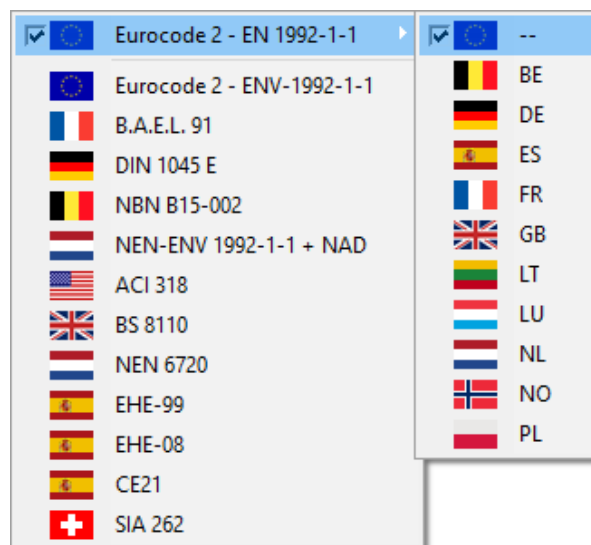 Eurocode 2 - EN 1992-1-1
Eurocode 2 - ENV-1992-1-1
B.A.E.L. 91
DIN 1045 E
NBN B15-002
NEN-ENV 1992-1-1 + NAD
ACI 318
BS 8110
NEN 6720
EHE-99
EHE-08
CE21
SIA 262
--
BE
DE
ES
FR
GB
LT
LU
NL
NO
PL